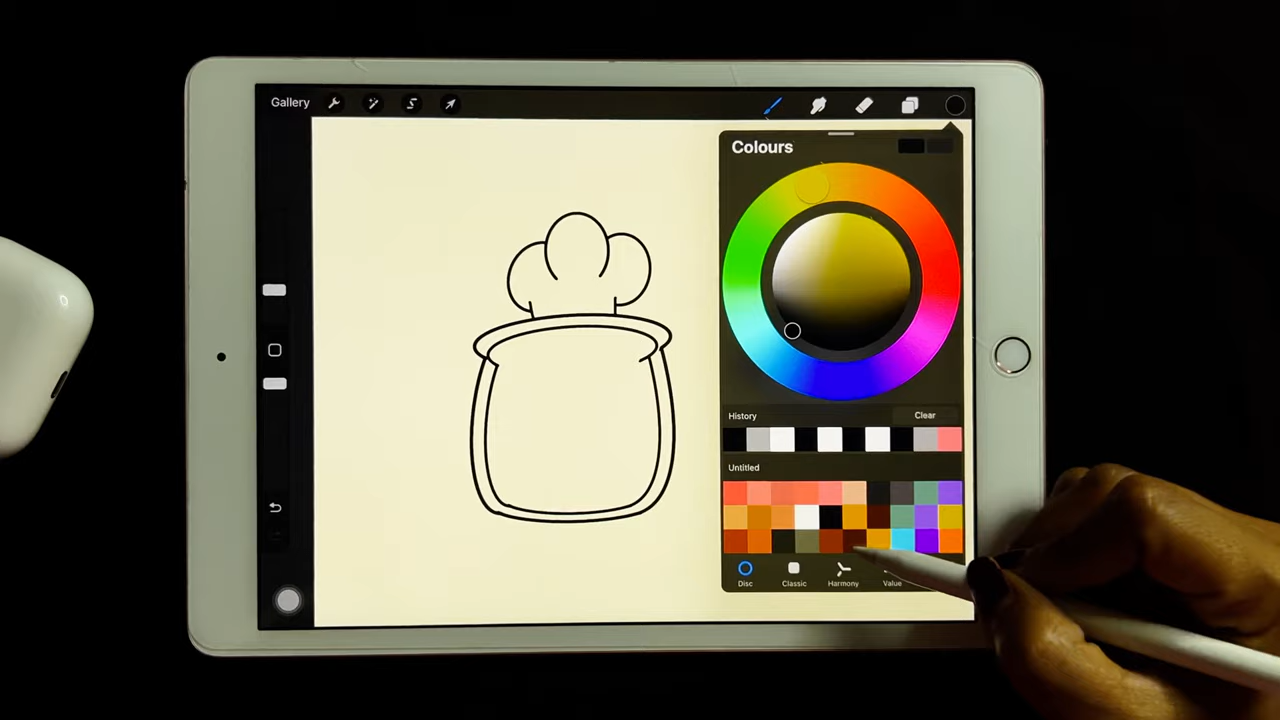 Gallery
Colours
History
Clear
Untitled
Disc
Classic
Harmony
Value